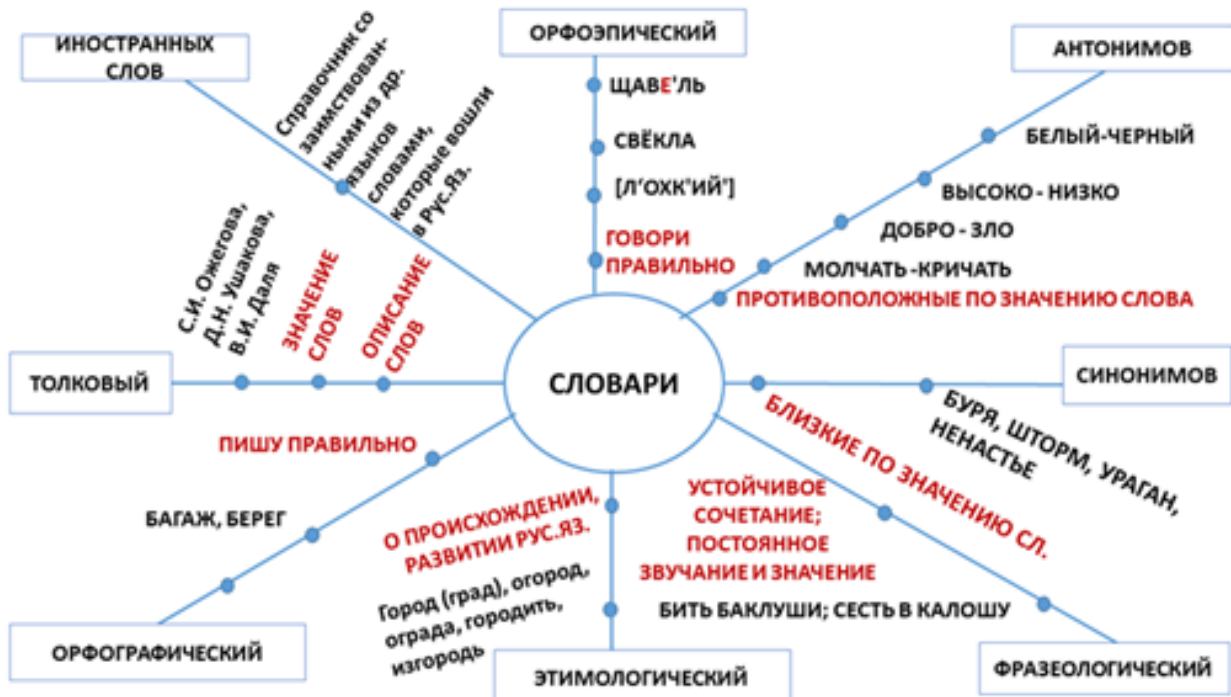 ИНОСТРАННЫХ
СЛОВ
Справочник со
заимствован-
ными из др.
языков
словами,
которые вошли
в Рус.Яз.
ОРФОЭПИЧЕСКИЙ
ЩАВЕ'ЛЬ
СВЁКЛА
[Л'ОХК'ИЙ']
ГОВОРИ
ПРАВИЛЬНО
АНТОНИМОВ
БЕЛЫЙ-ЧЕРНЫЙ
ВЫСОКО - НИЗКО
ДОБРО - ЗЛО
МОЛЧАТЬ -КРИЧАТЬ
ПРОТИВОПОЛОЖНЫЕ ПО ЗНАЧЕНИЮ СЛОВА
ТОЛКОВЫЙ
С.И. Ожегова,
Д.Н. Ушакова,
В.И. Даля
ЗНАЧЕНИЕ
СЛОВ
ОПИСАНИЕ
СЛОВ
СЛОВАРИ
СИНОНИМОВ
БЛИЗКИЕ ПО ЗНАЧЕНИЮ СЛ.
БУРЯ, ШТОРМ, УРАГАН,
НЕНАСТЬЕ
ПИШУ ПРАВИЛЬНО
БАГАЖ, БЕРЕГ
ОРФОГРАФИЧЕСКИЙ
О ПРОИСХОЖДЕНИИ,
РАЗВИТИИ РУС.ЯЗ.
Город (град), огород,
ограда, городить,
изгородь
ЭТИМОЛОГИЧЕСКИЙ
УСТОЙЧИВОЕ
СОЧЕТАНИЕ;
ПОСТОЯННОЕ
ЗВУЧАНИЕ И ЗНАЧЕНИЕ
БИТЬ БАКЛУШИ; СЕСТЬ В КАЛОШУ
ФРАЗЕОЛОГИЧЕСКИЙ